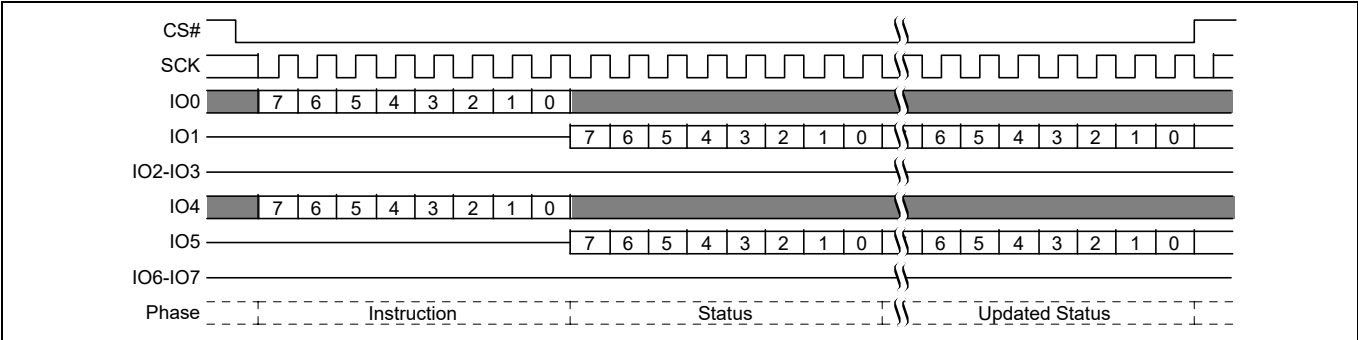 CS#
SCK
IO0 7 6 5 4 3 2 1 0
IO1 7 6 5 4 3 2 1 0 6 5 4 3 2 1 0
IO2-IO3
IO4 7 6 5 4 3 2 1 0
IO5 7 6 5 4 3 2 1 0 6 5 4 3 2 1 0
IO6-IO7
Phase Instruction Status Updated Status